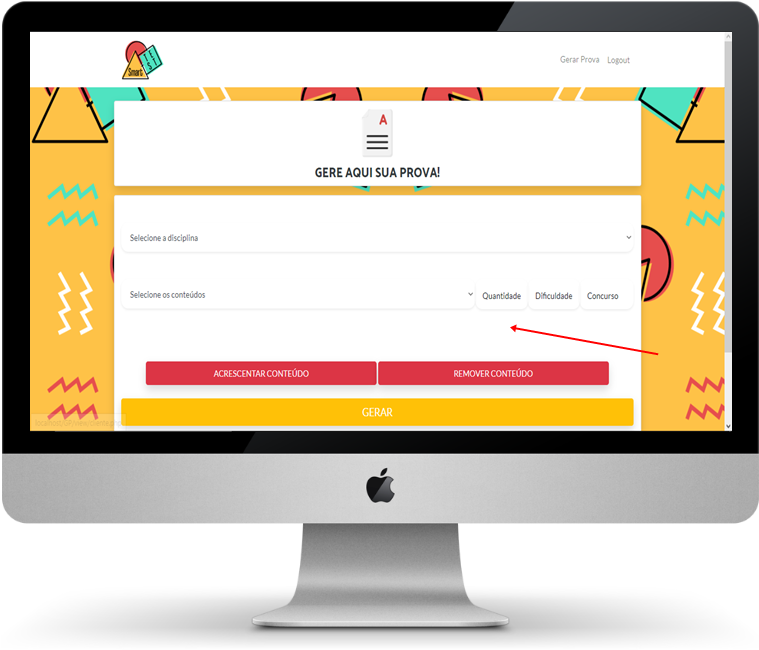 Smart
Gerar Prova Logout
A
GERE AQUI SUA PROVA!
Selecione a disciplina
Selecione os conteúdos Quantidade Dificuldade Concurso
ACRESCENTAR CONTEÚDO REMOVER CONTEÚDO
GERAR